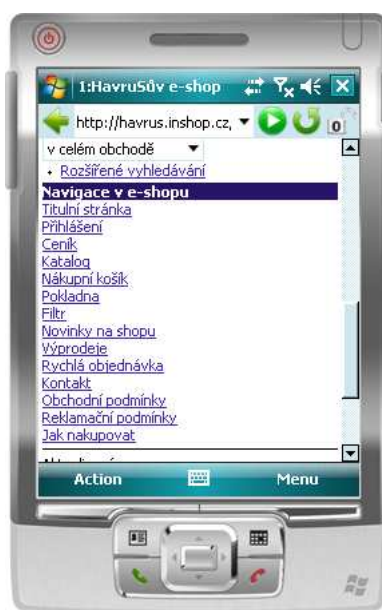 1:HavruSův e-shop
http://havrus.inshop.cz,
0
v celém obchodě
Rozšířené vyhledávání
Navigace v e-shopu
Titulní stránka
Přihlášení
Ceník
Katalog
Nákupní košík
Pokladna
Filtr
Novinky na shopu
Výprodeje
Rychlá objednávka
Kontakt
Obchodní podmínky
Reklamační podmínky
Jak nakupovat
Action Menu